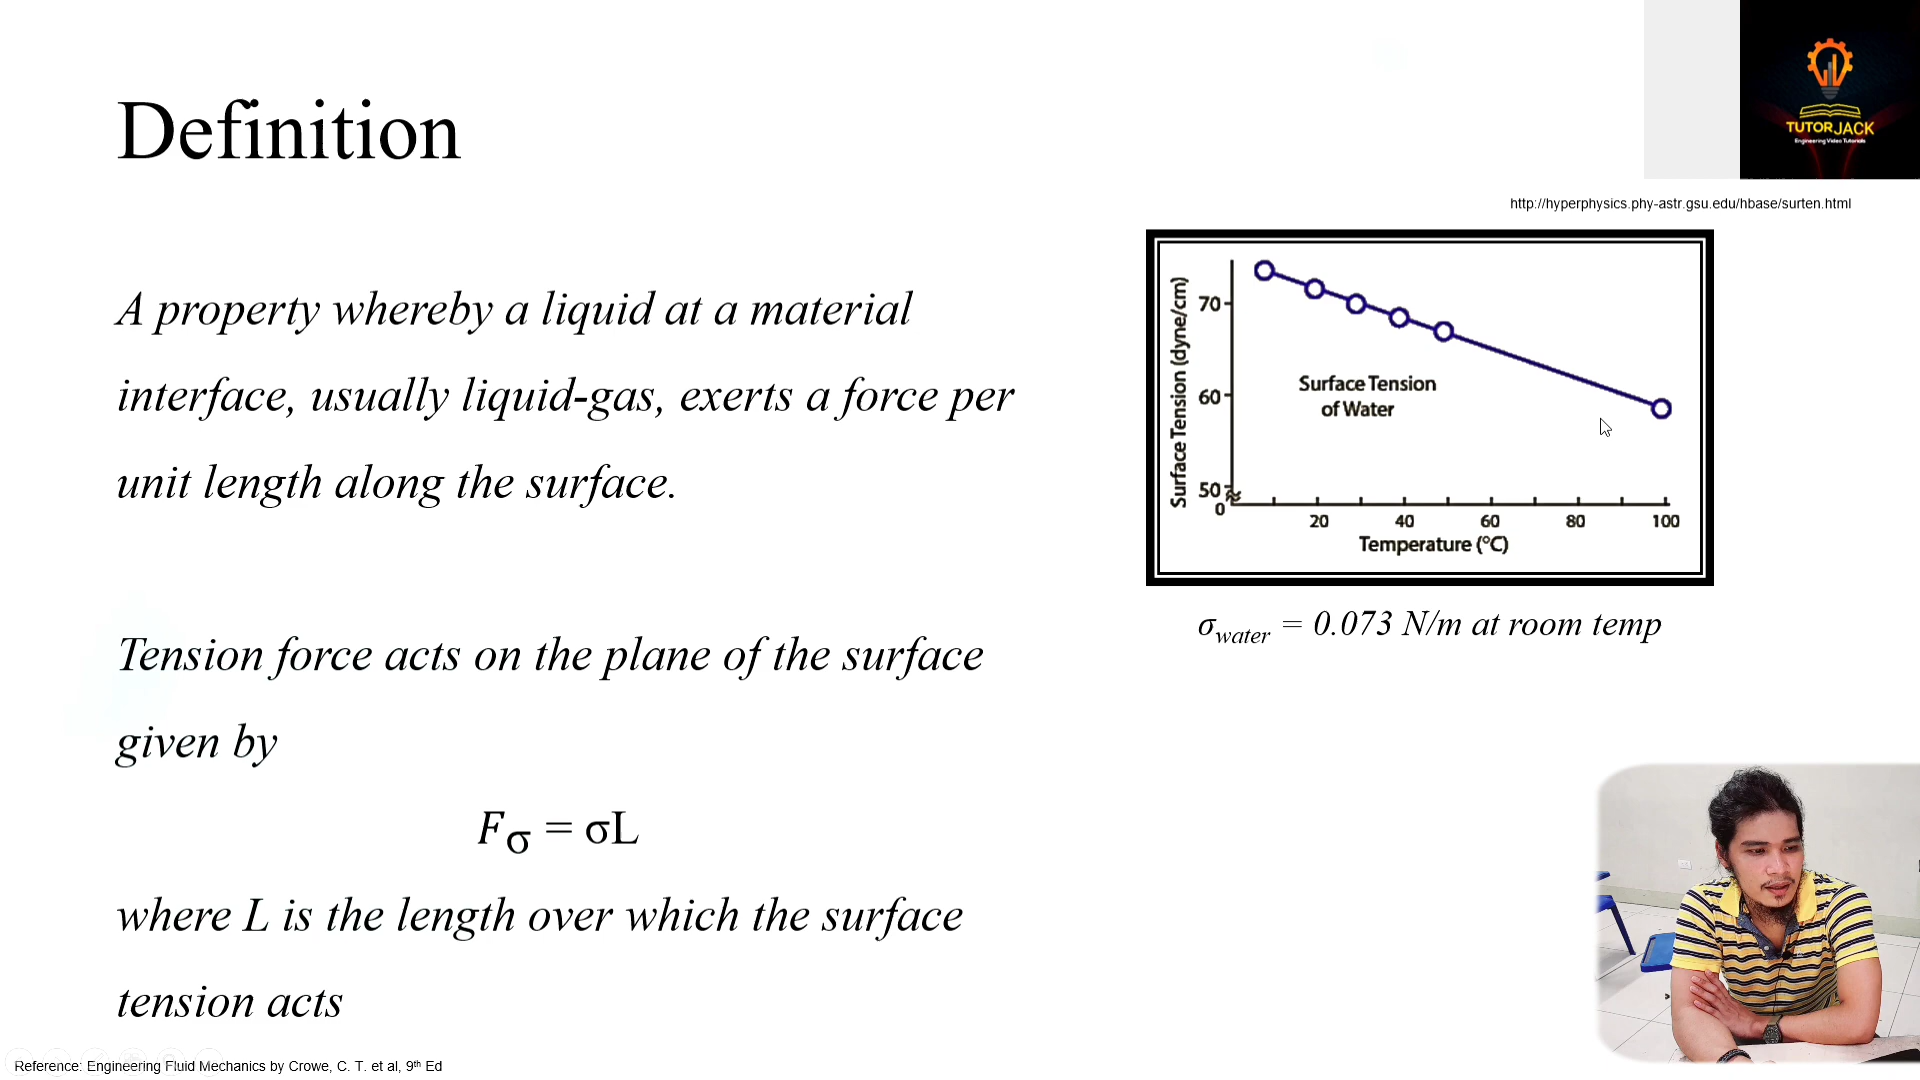 Definition
TUTORJACK
Engineering Video Tutorials
http://hyperphysics.phy-astr.gsu.edu/hbase/surten.html
A property whereby a liquid at a material
interface, usually liquid-gas, exerts a force per
unit length along the surface.
Tension force acts on the plane of the surface
given by
Fσ = σL
where L is the length over which the surface
tension acts
Surface Tension (dyne/cm)
70
60
50
0
Surface Tension
of Water
20 40 60 80 100
Temperature (°C)
σwater = 0.073 N/m at room temp
Reference: Engineering Fluid Mechanics by Crowe, C. T. et al, 9th Ed